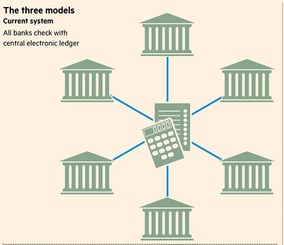 The three models
Current system
All banks check with
central electronic ledger